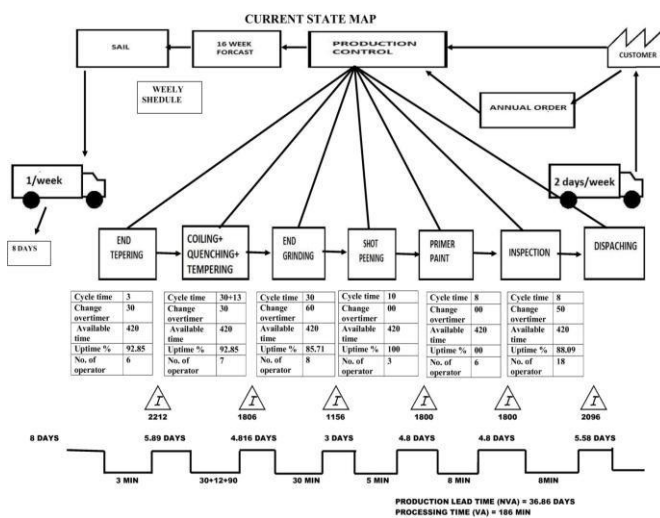 CURRENT STATE MAP
SAIL
16 WEEK
FORCAST
PRODUCTION
CONTROL
CUSTOMER
WEELY
SHEDULE
ANNUAL ORDER
1/week
2 days/week
8 DAYS
END
TEPERING
COILING+
QUENCHING+
TEMPERING
END
GRINDING
SHOT
PEENING
PRIMER
PAINT
INSPECTION
DISPACHING
Cycle time 3
Change overtimer 30
Available time 420
Uptime % 92.85
No. of operator 6
Cycle time 30+13
Change overtimer 30
Available time 420
Uptime % 92.85
No. of operator 7
Cycle time 30
Change overtimer 60
Available time 420
Uptime % 85.71
No. of operator 8
Cycle time 10
Change overtimer 00
Available time 420
Uptime % 100
No. of operator 3
Cycle time 8
Change overtimer 00
Available time 420
Uptime % 00
No. of operator 6
Cycle time 8
Change overtimer 50
Available time 420
Uptime % 88.09
No. of operator 18
I I I I I I
2212 1806 1156 1800 1800 2096
8 DAYS 5.89 DAYS 4.816 DAYS 3 DAYS 4.8 DAYS 4.8 DAYS 5.58 DAYS
3 MIN 30+12+90 30 MIN 5 MIN 8 MIN 8MIN
PRODUCTION LEAD TIME (NVA) = 36.86 DAYS
PROCESSING TIME (VA) = 186 MIN